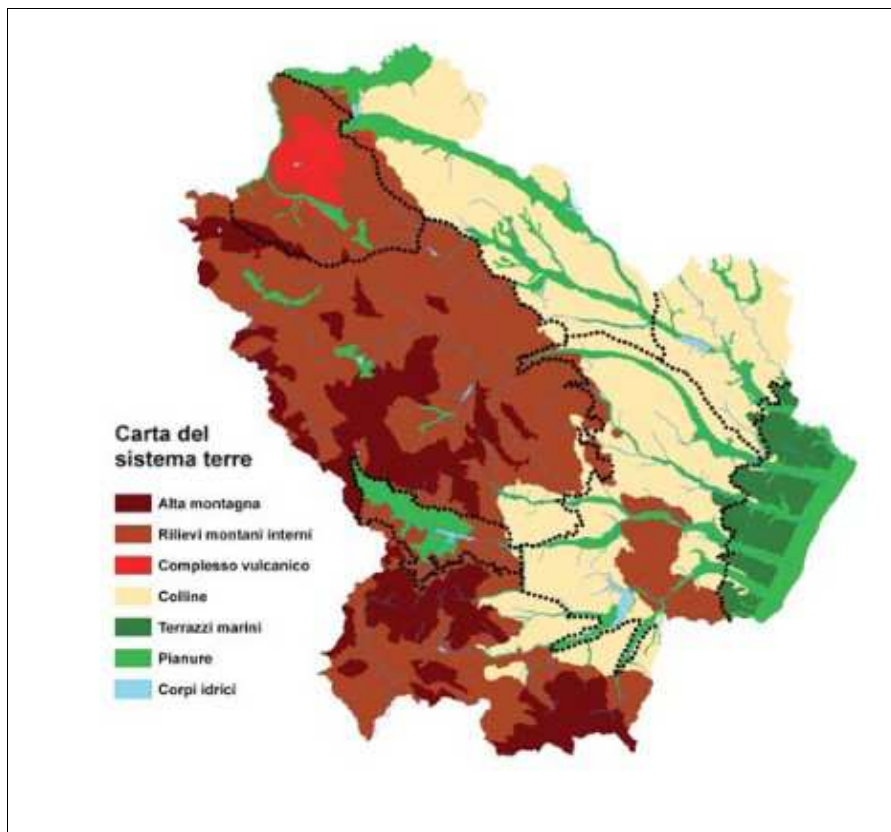 Carta del
sistema terre
Alta montagna
Rilievi montani interni
Complesso vulcanico
Colline
Terrazzi marini
Pianure
Corpi idrici